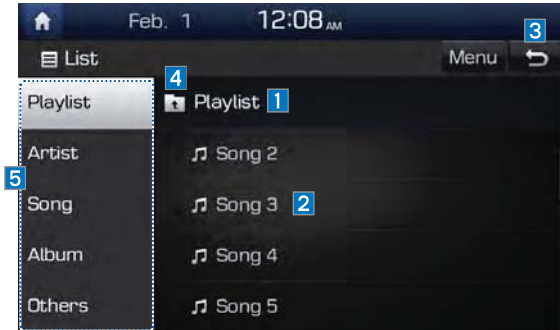 Feb. 1 12:08 AM
3
List Menu
4
Playlist Playlist 1
Artist Song 2
5
Song Song 3 2
Album Song 4
Others Song 5